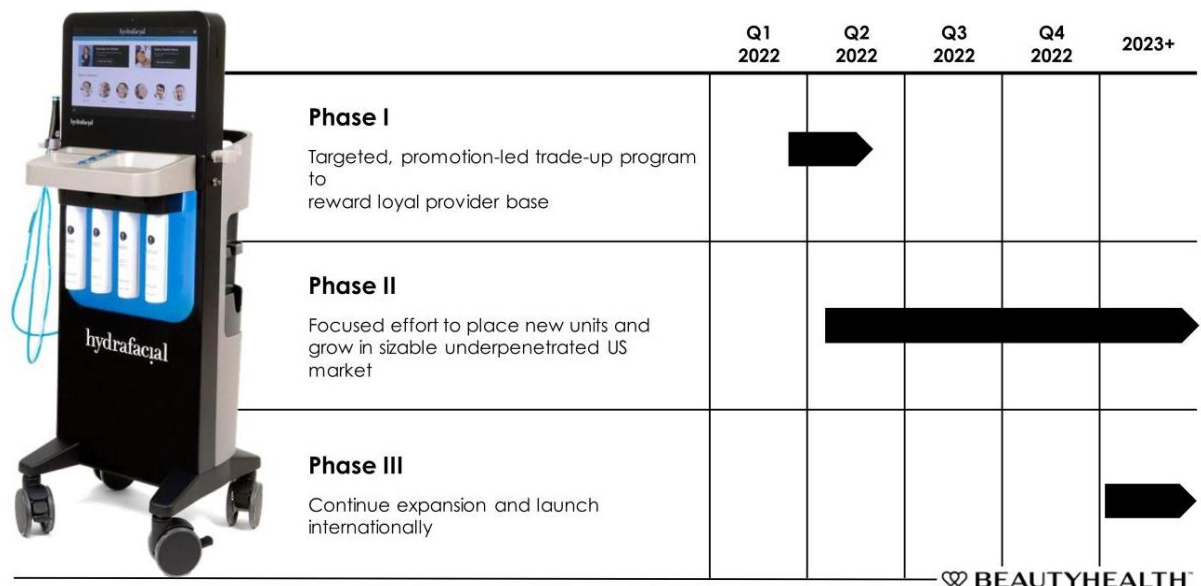 Q1
2022
Q2
2022
Q3
2022
Q4
2022
2023+
hydrafacial
hydrafacial
Phase I
Targeted, promotion-led trade-up program
to
reward loyal provider base
Phase II
Focused effort to place new units and
grow in sizable underpenetrated US
market
hydrafacial
Phase III
Continue expansion and launch
internationally
BEAUTYHEALTH™